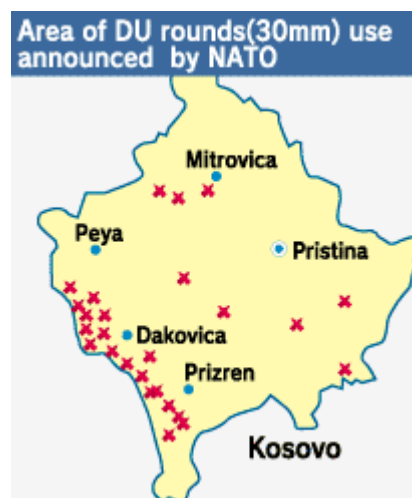 Area of DU rounds(30mm) use
announced by NATO
Mitrovica
Peya
Pristina
Dakovica
Prizren
Kosovo